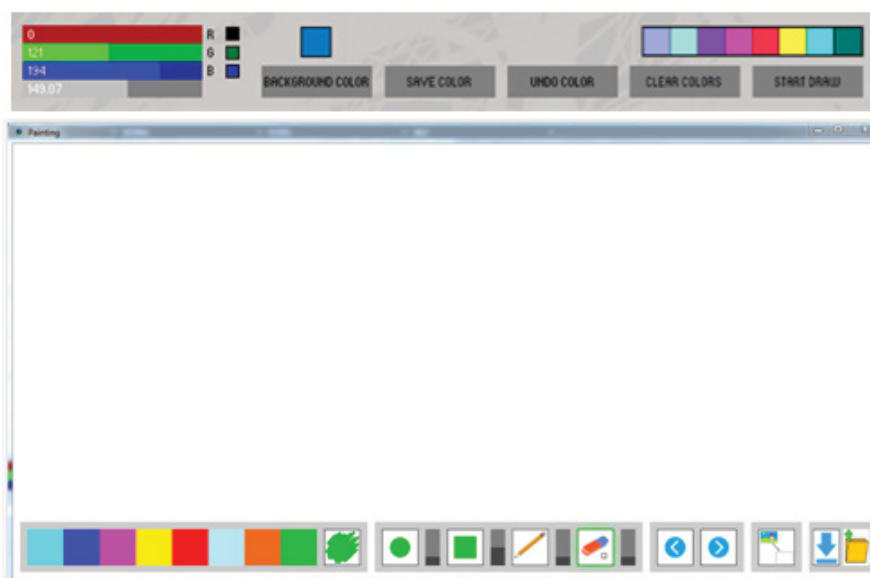 0 R
121 G
194 B
149.07
BACKGROUND COLOR SAVE COLOR UNDO COLOR CLEAR COLORS START DRAW
Painting